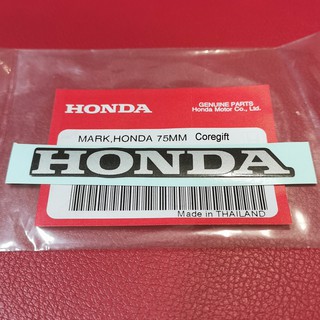 HONDA
GENUINE PARTS
Honda Motor Co., Ltd.
MARK,HONDA 75MM Coregift
HONDA
Made in THAILAND